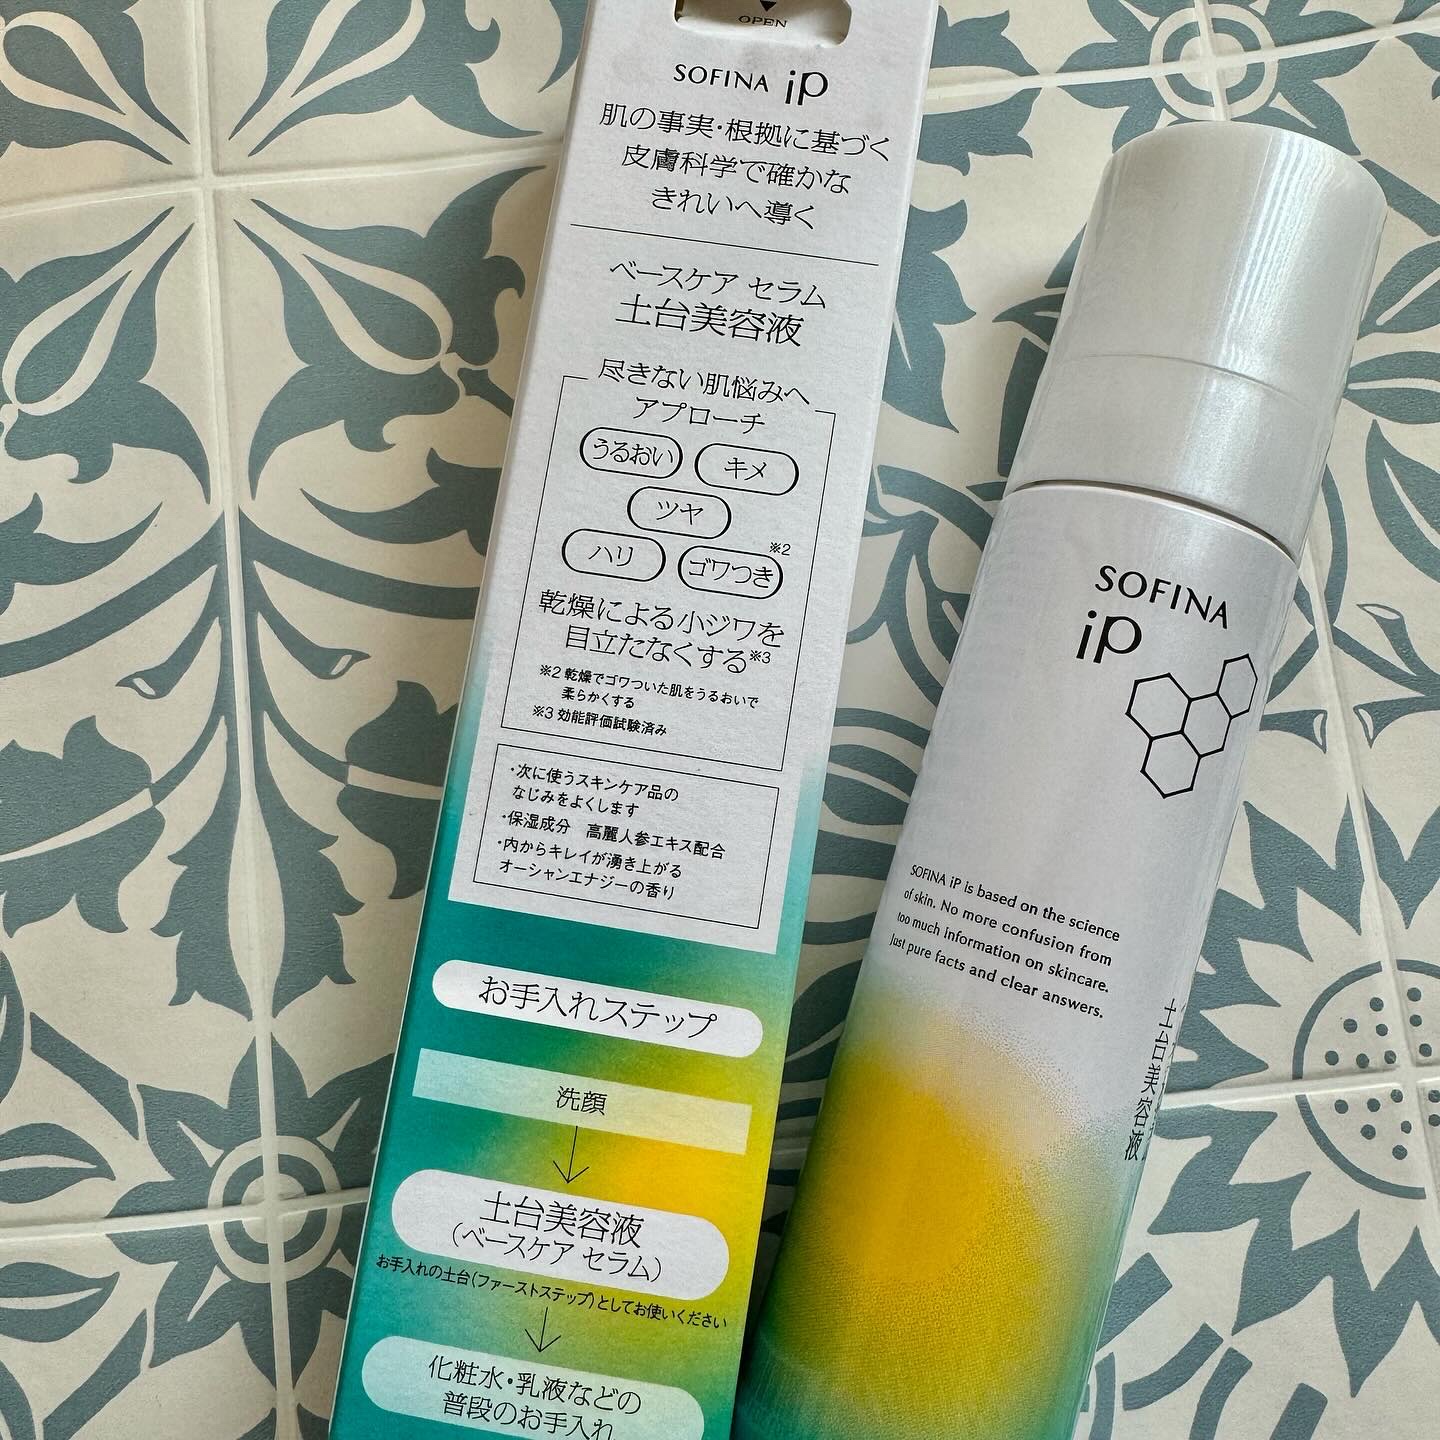 OPEN
SOFINA iP
肌の事実・根拠に基づく
皮膚科学で確かな
きれいへ導く
ベースケア セラム
土台美容液
尽きない肌悩みへ
アプローチ
うるおい キメ
ツヤ
ハリ ゴワつき※2
乾燥による小ジワを
目立たなくする※3
※2 乾燥でゴワついた肌をうるおいで
柔らかくする
※3 効能評価試験済み
・次に使うスキンケア品の
なじみをよくします
・保湿成分 高麗人参エキス配合
・内からキレイが湧き上がる
オーシャンエナジーの香り
お手入れステップ
洗顔
土台美容液
(ベースケア セラム)
お手入れの土台(ファーストステップ)としてお使いください
化粧水・乳液などの
普段のお手入れ
SOFINA
iP
SOFINA iP is based on the science
of skin. No more confusion from
too much information on skincare.
Just pure facts and clear answers.
土台美容液